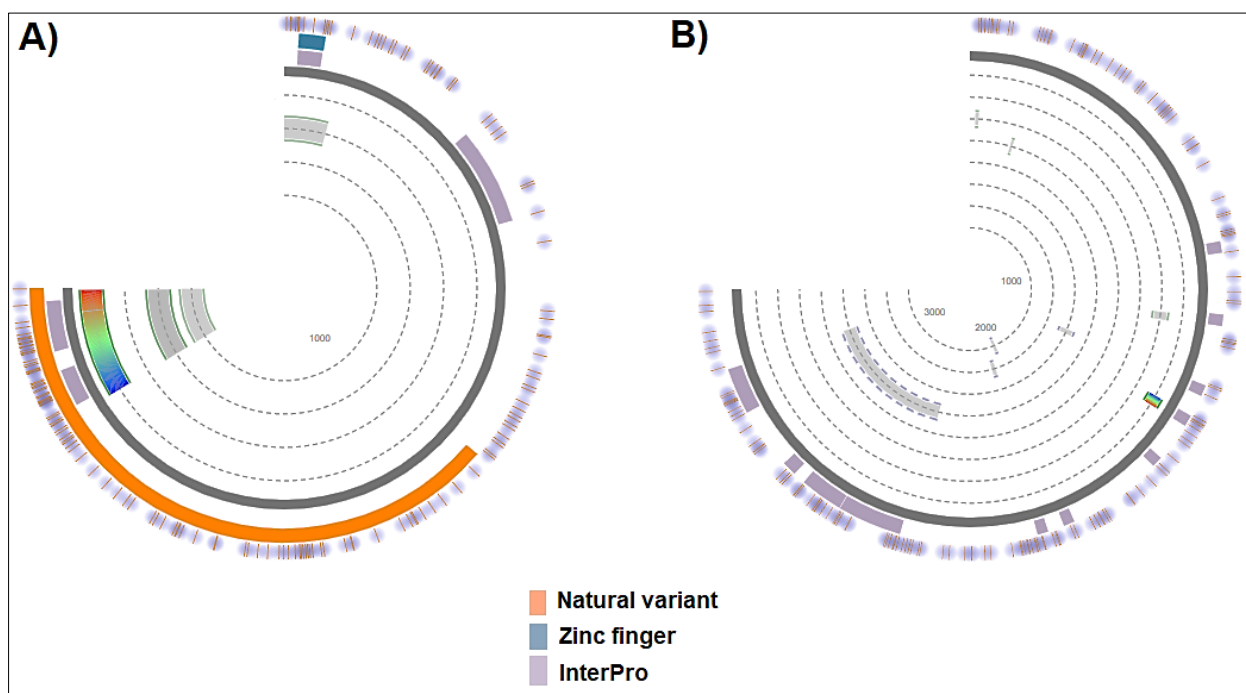 A)
B)
1000
1000
3000
2000
Natural variant
Zinc finger
InterPro